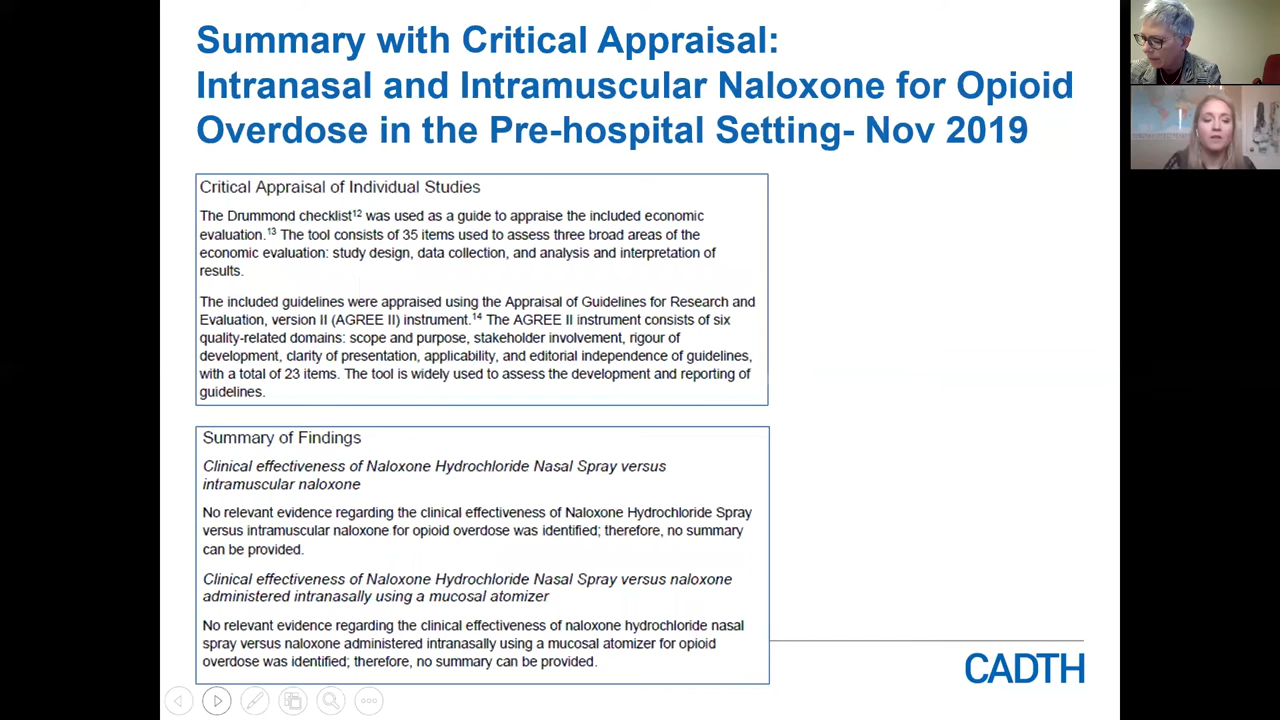 Summary with Critical Appraisal:
Intranasal and Intramuscular Naloxone for Opioid
Overdose in the Pre-hospital Setting- Nov 2019
Critical Appraisal of Individual Studies
The Drummond checklist¹² was used as a guide to appraise the included economic
evaluation.¹³ The tool consists of 35 items used to assess three broad areas of the
economic evaluation: study design, data collection, and analysis and interpretation of
results.
The included guidelines were appraised using the Appraisal of Guidelines for Research and
Evaluation, version II (AGREE II) instrument.¹⁴ The AGREE II instrument consists of six
quality-related domains: scope and purpose, stakeholder involvement, rigour of
development, clarity of presentation, applicability, and editorial independence of guidelines,
with a total of 23 items. The tool is widely used to assess the development and reporting of
guidelines.
Summary of Findings
Clinical effectiveness of Naloxone Hydrochloride Nasal Spray versus
intramuscular naloxone
No relevant evidence regarding the clinical effectiveness of Naloxone Hydrochloride Spray
versus intramuscular naloxone for opioid overdose was identified; therefore, no summary
can be provided.
Clinical effectiveness of Naloxone Hydrochloride Nasal Spray versus naloxone
administered intranasally using a mucosal atomizer
No relevant evidence regarding the clinical effectiveness of naloxone hydrochloride nasal
spray versus naloxone administered intranasally using a mucosal atomizer for opioid
overdose was identified; therefore, no summary can be provided.
CADTH